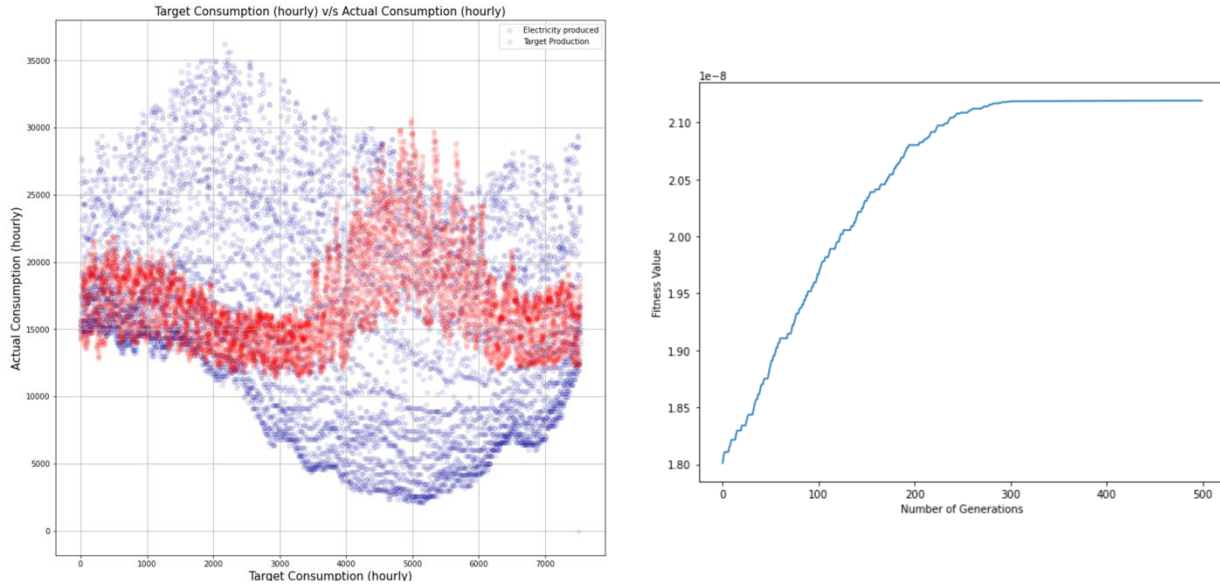 Target Consumption (hourly) v/s Actual Consumption (hourly)
Electricity produced
Target Production
35000
30000
25000
20000
15000
10000
5000
0
Actual Consumption (hourly)
0 1000 2000 3000 4000 5000 6000 7000
Target Consumption (hourly)
1e-8
2.10
2.05
2.00
1.95
1.90
1.85
1.80
Fitness Value
0 100 200 300 400 500
Number of Generations